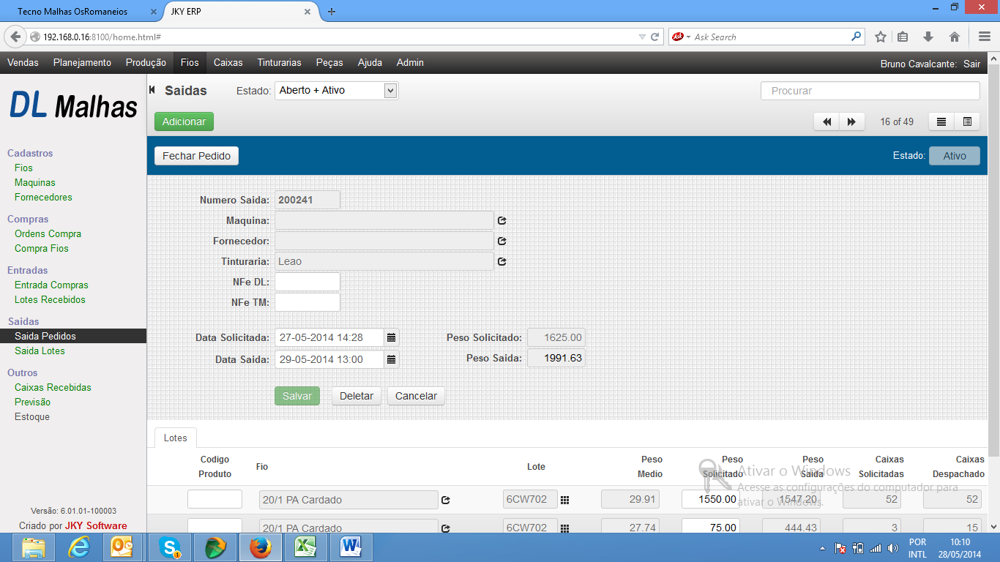 Tecno Malhas OsRomaneios
JKY ERP
192.168.0.16:8100/home.html#
Ask Search
Vendas Planejamento Produção Fios Caixas Tinturarias Peças Ajuda Admin
Bruno Cavalcante: Sair
DL Malhas
Saidas
Estado: Aberto + Ativo
Procurar
Adicionar
16 of 49
Fechar Pedido
Estado: Ativo
Cadastros
Fios
Maquinas
Fornecedores
Compras
Ordens Compra
Compra Fios
Entradas
Entrada Compras
Lotes Recebidos
Saidas
Saida Pedidos
Saida Lotes
Outros
Caixas Recebidas
Previsão
Estoque
Versão: 6.01.01-100003
Criado por JKY Software
Numero Saida: 200241
Maquina:
Fornecedor:
Tinturaria: Leao
NFe DL:
NFe TM:
Data Solicitada: 27-05-2014 14:28 Peso Solicitado: 1625.00
Data Saida: 29-05-2014 13:00 Peso Saida: 1991.63
Salvar Deletar Cancelar
Lotes
Codigo Produto Fio Lote Peso Medio Peso Solicitado Peso Saida Caixas Solicitadas Caixas Despachado
20/1 PA Cardado 6CW702 29.91 1550.00 1547.20 52 52
20/1 PA Cardado 6CW702 27.74 75.00 444.43 3 15
Ativar o Windows
Acesse as configurações do computador para
ativar o Windows.
POR
INTL
10:10
28/05/2014